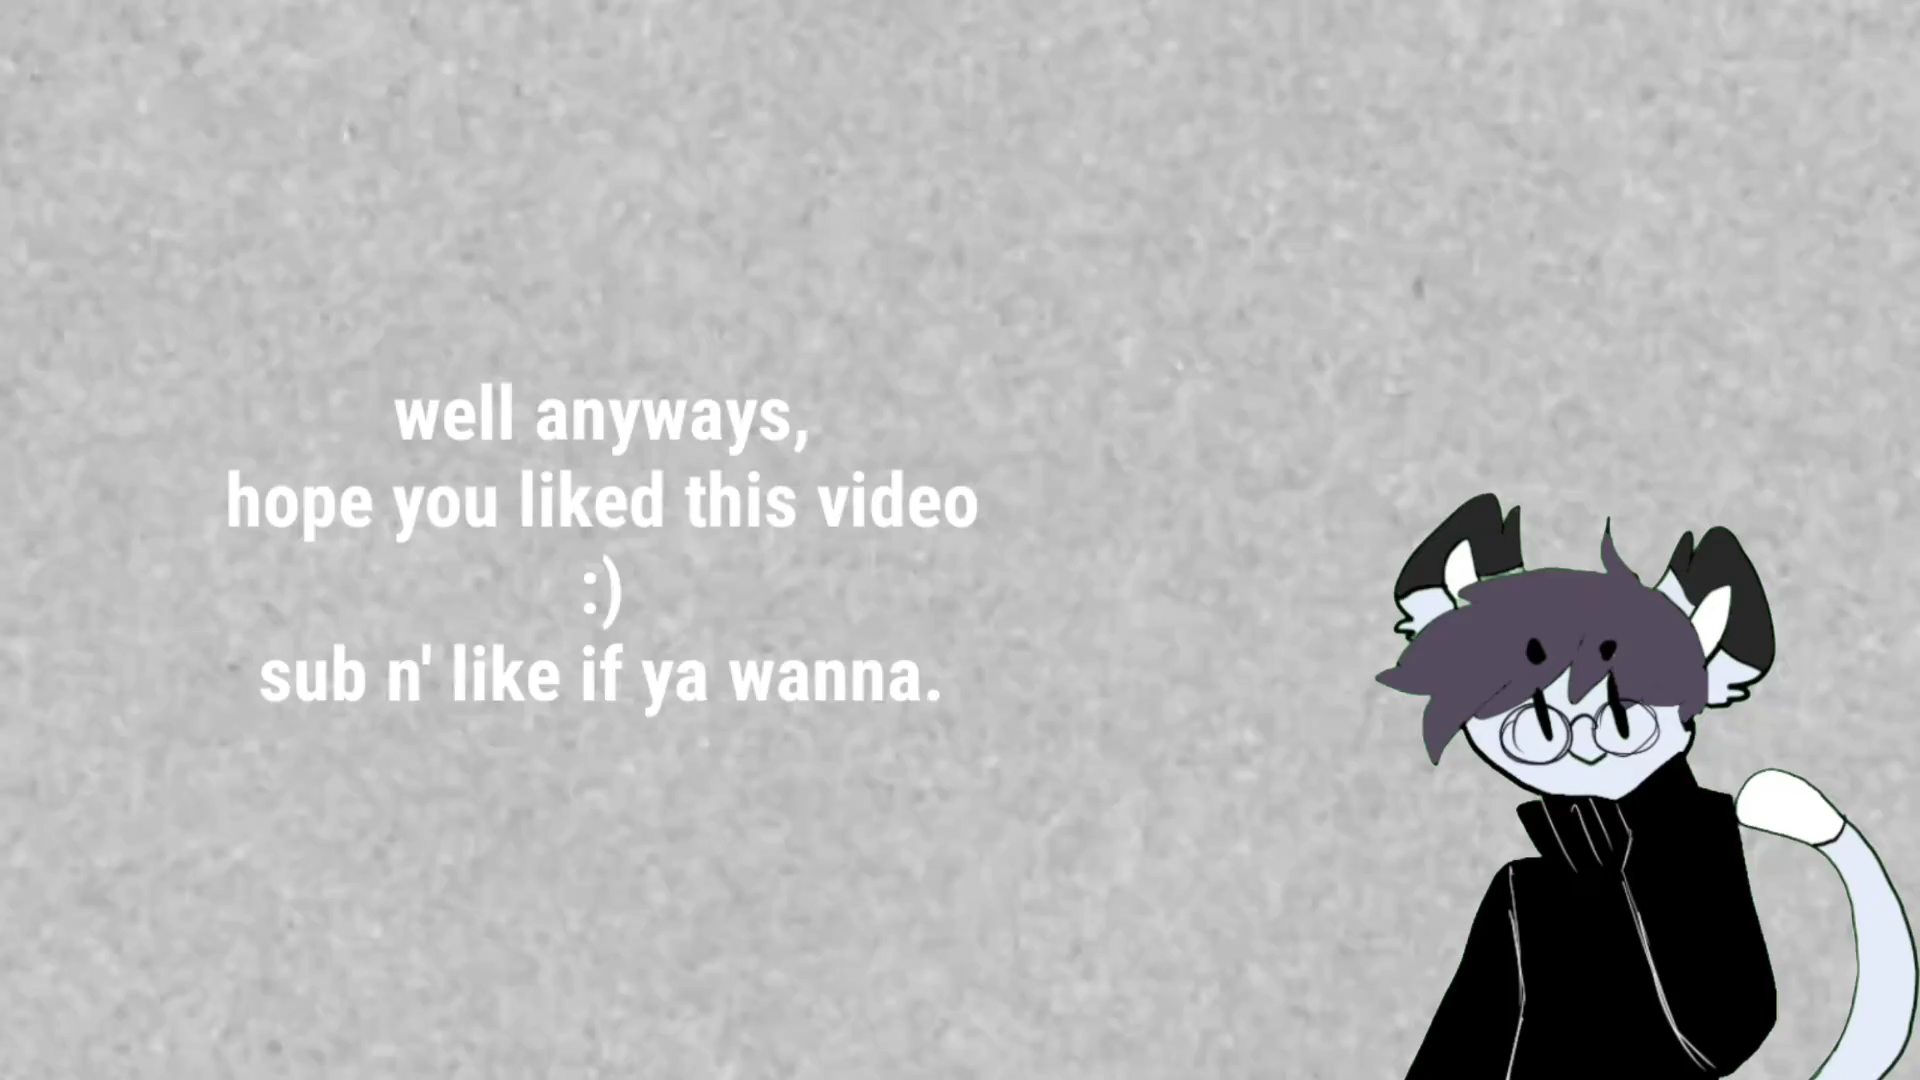 well anyways,
hope you liked this video
:)
sub n' like if ya wanna.